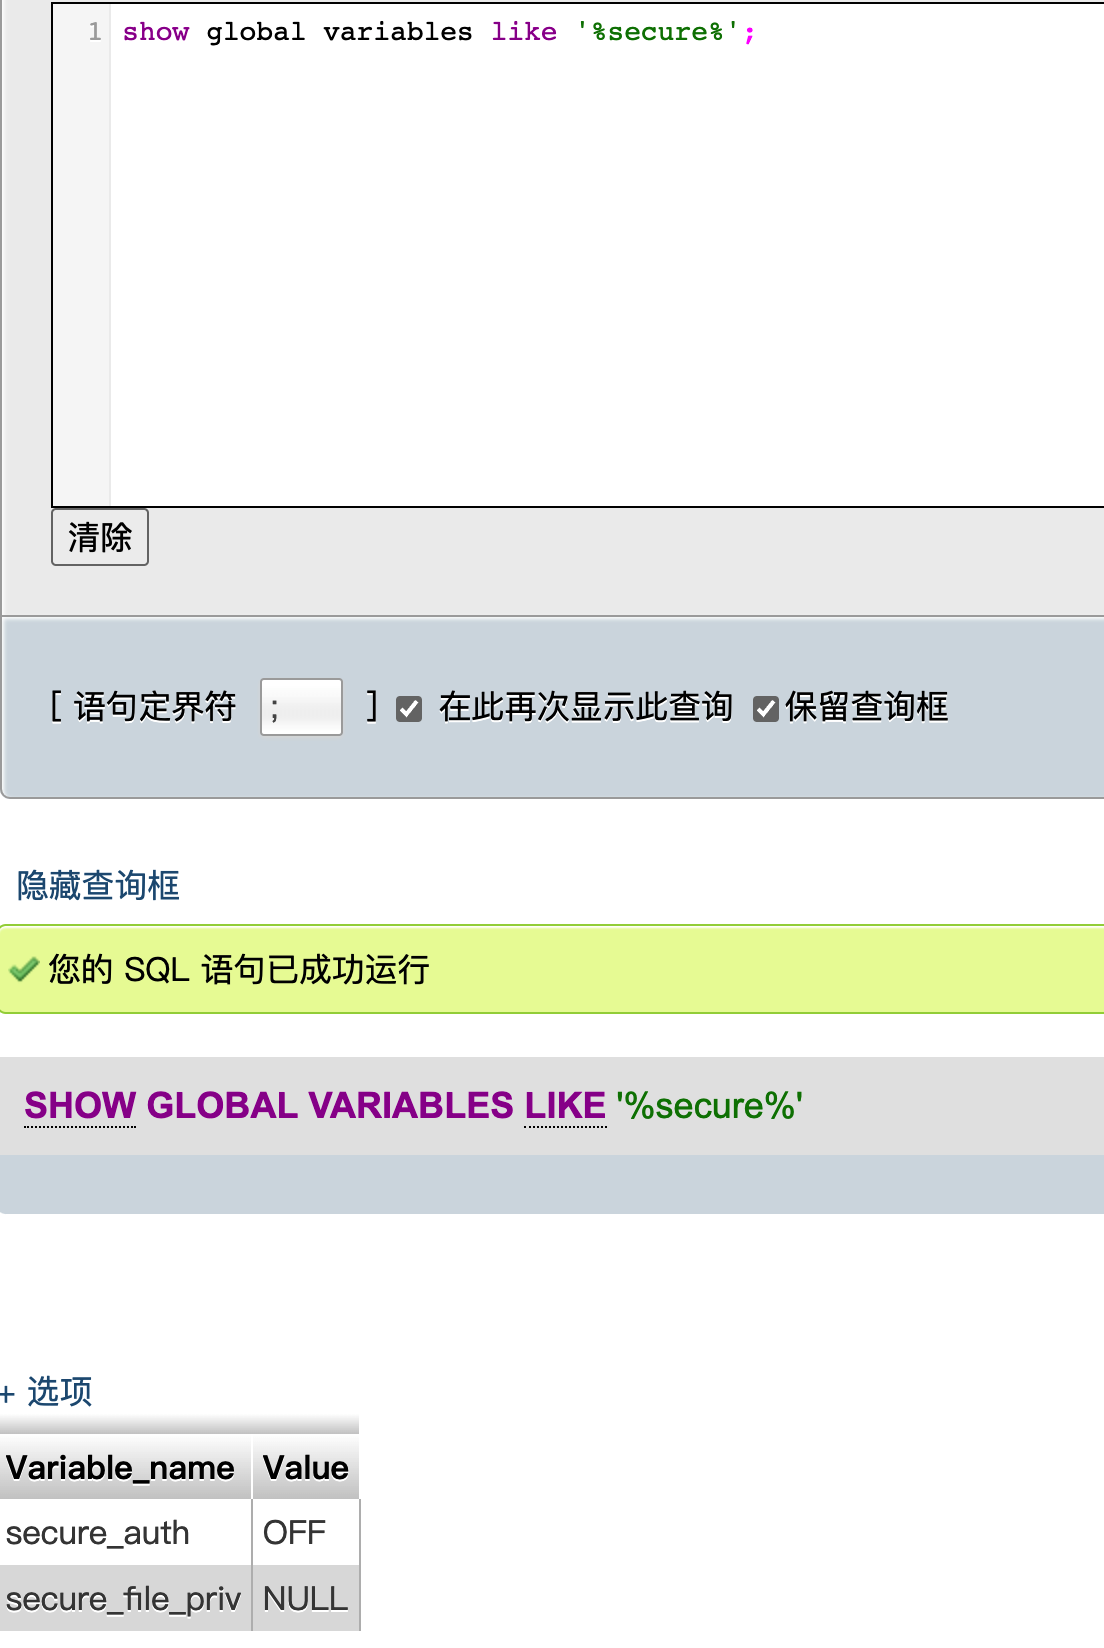 1 show global variables like '%secure%';
清除
[ 语句定界符 ; ] 在此再次显示此查询 保留查询框
隐藏查询框
您的 SQL 语句已成功运行
SHOW GLOBAL VARIABLES LIKE '%secure%'
+ 选项
Variable_name Value
secure_auth OFF
secure_file_priv NULL